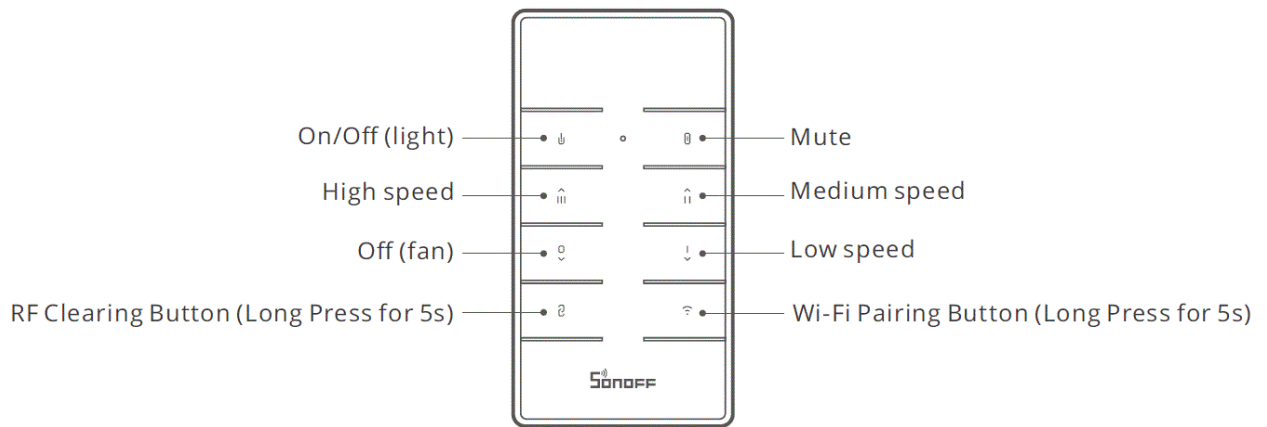 On/Off (light)
Mute
High speed
Medium speed
Off (fan)
Low speed
RF Clearing Button (Long Press for 5s)
Wi-Fi Pairing Button (Long Press for 5s)
SONOFF